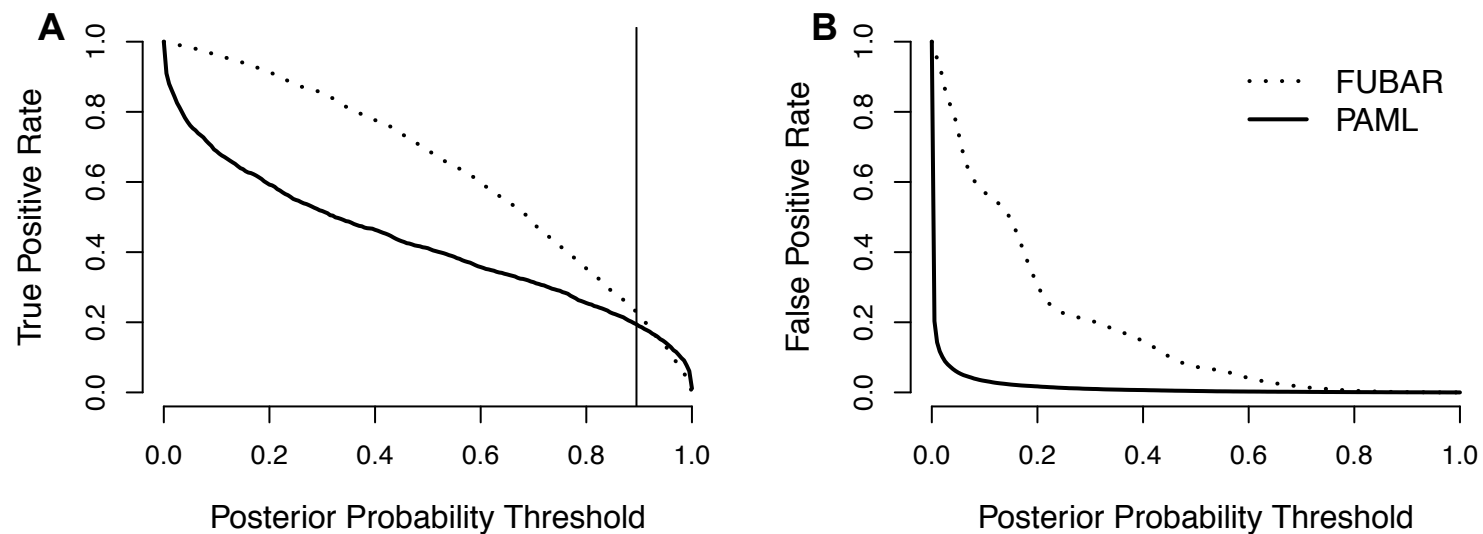 A
True Positive Rate
1.0
0.8
0.6
0.4
0.2
0.0
0.0 0.2 0.4 0.6 0.8 1.0
Posterior Probability Threshold
B
False Positive Rate
1.0
0.8
0.6
0.4
0.2
0.0
FUBAR
PAML
0.0 0.2 0.4 0.6 0.8 1.0
Posterior Probability Threshold